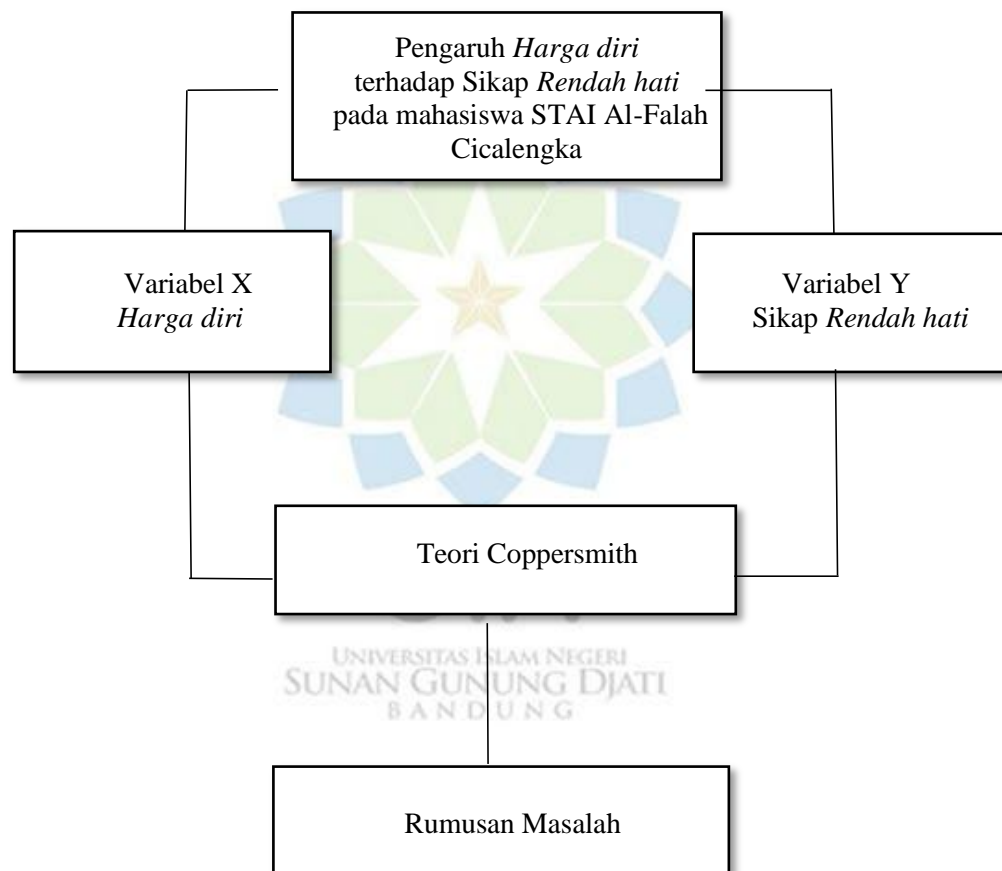 Pengaruh Harga diri
terhadap Sikap Rendah hati
pada mahasiswa STAI Al-Falah
Cicalengka
Variabel X
Harga diri
Variabel Y
Sikap Rendah hati
Teori Coppersmith
UNIVERSITAS ISLAM NEGERI
SUNAN GUNUNG DJATI
BANDUNG
Rumusan Masalah